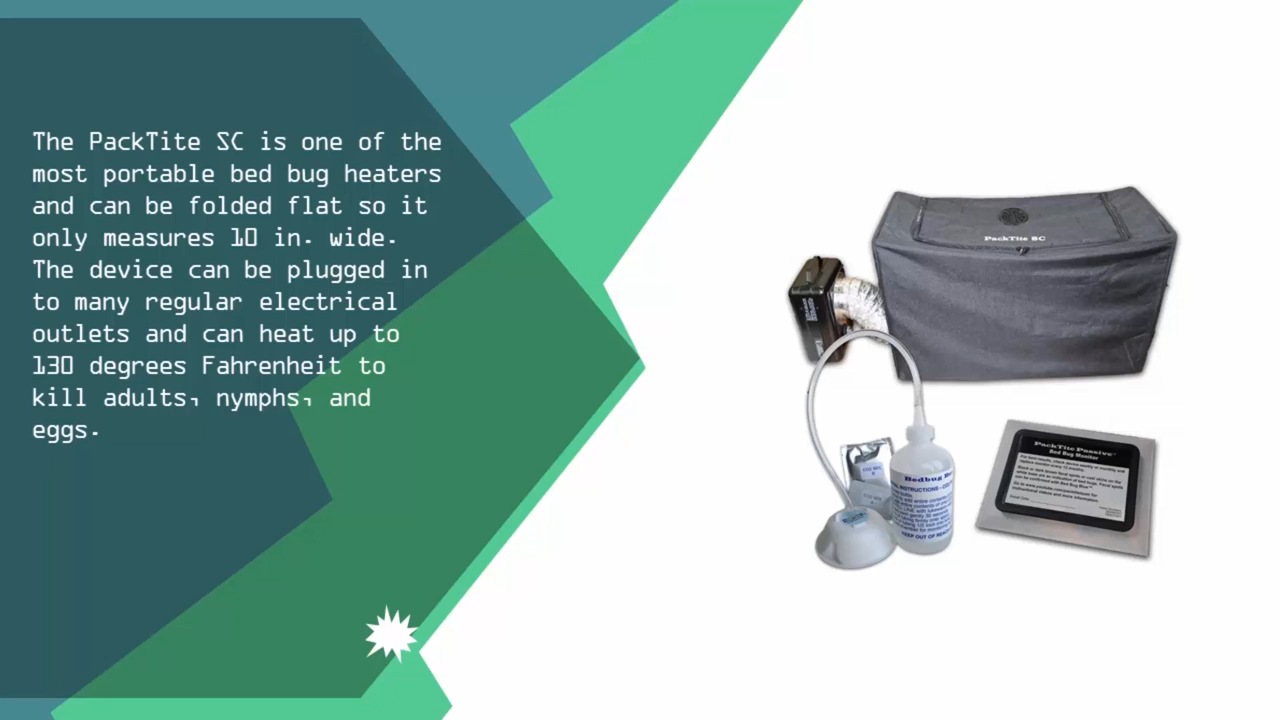 The PackTite SC is one of the
most portable bed bug heaters
and can be folded flat so it
only measures 10 in. wide.
The device can be plugged in
to many regular electrical
outlets and can heat up to
130 degrees Fahrenheit to
kill adults, nymphs, and
eggs.
PackTite SC
PackTite Passive
Bed Bug Monitor
Bedbug
INSTRUCTIONS
KEEP OUT OF